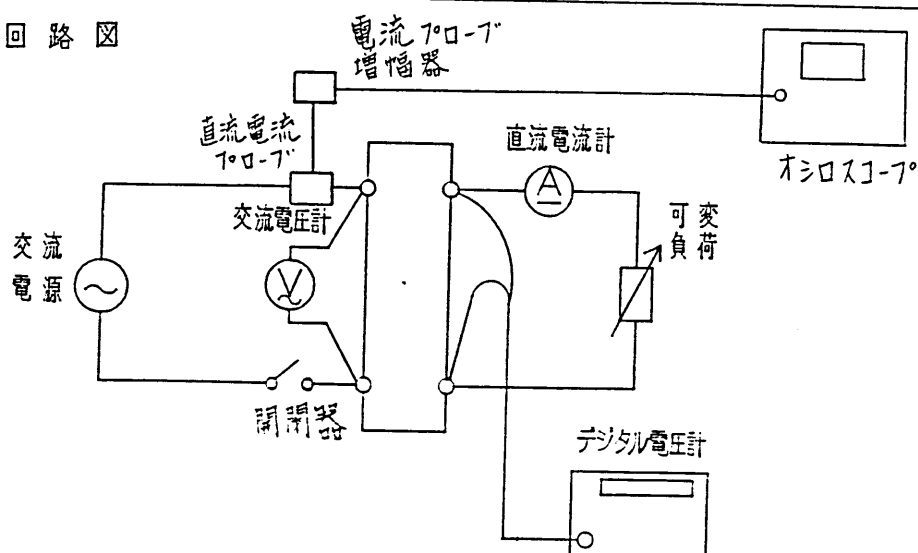 回路図
電流プローブ
増幅器
直流電流
プローブ
直流電流計
A
オシロスコープ
交流電圧計
V
可変
負荷
交流
電源
開閉器
デジタル電圧計